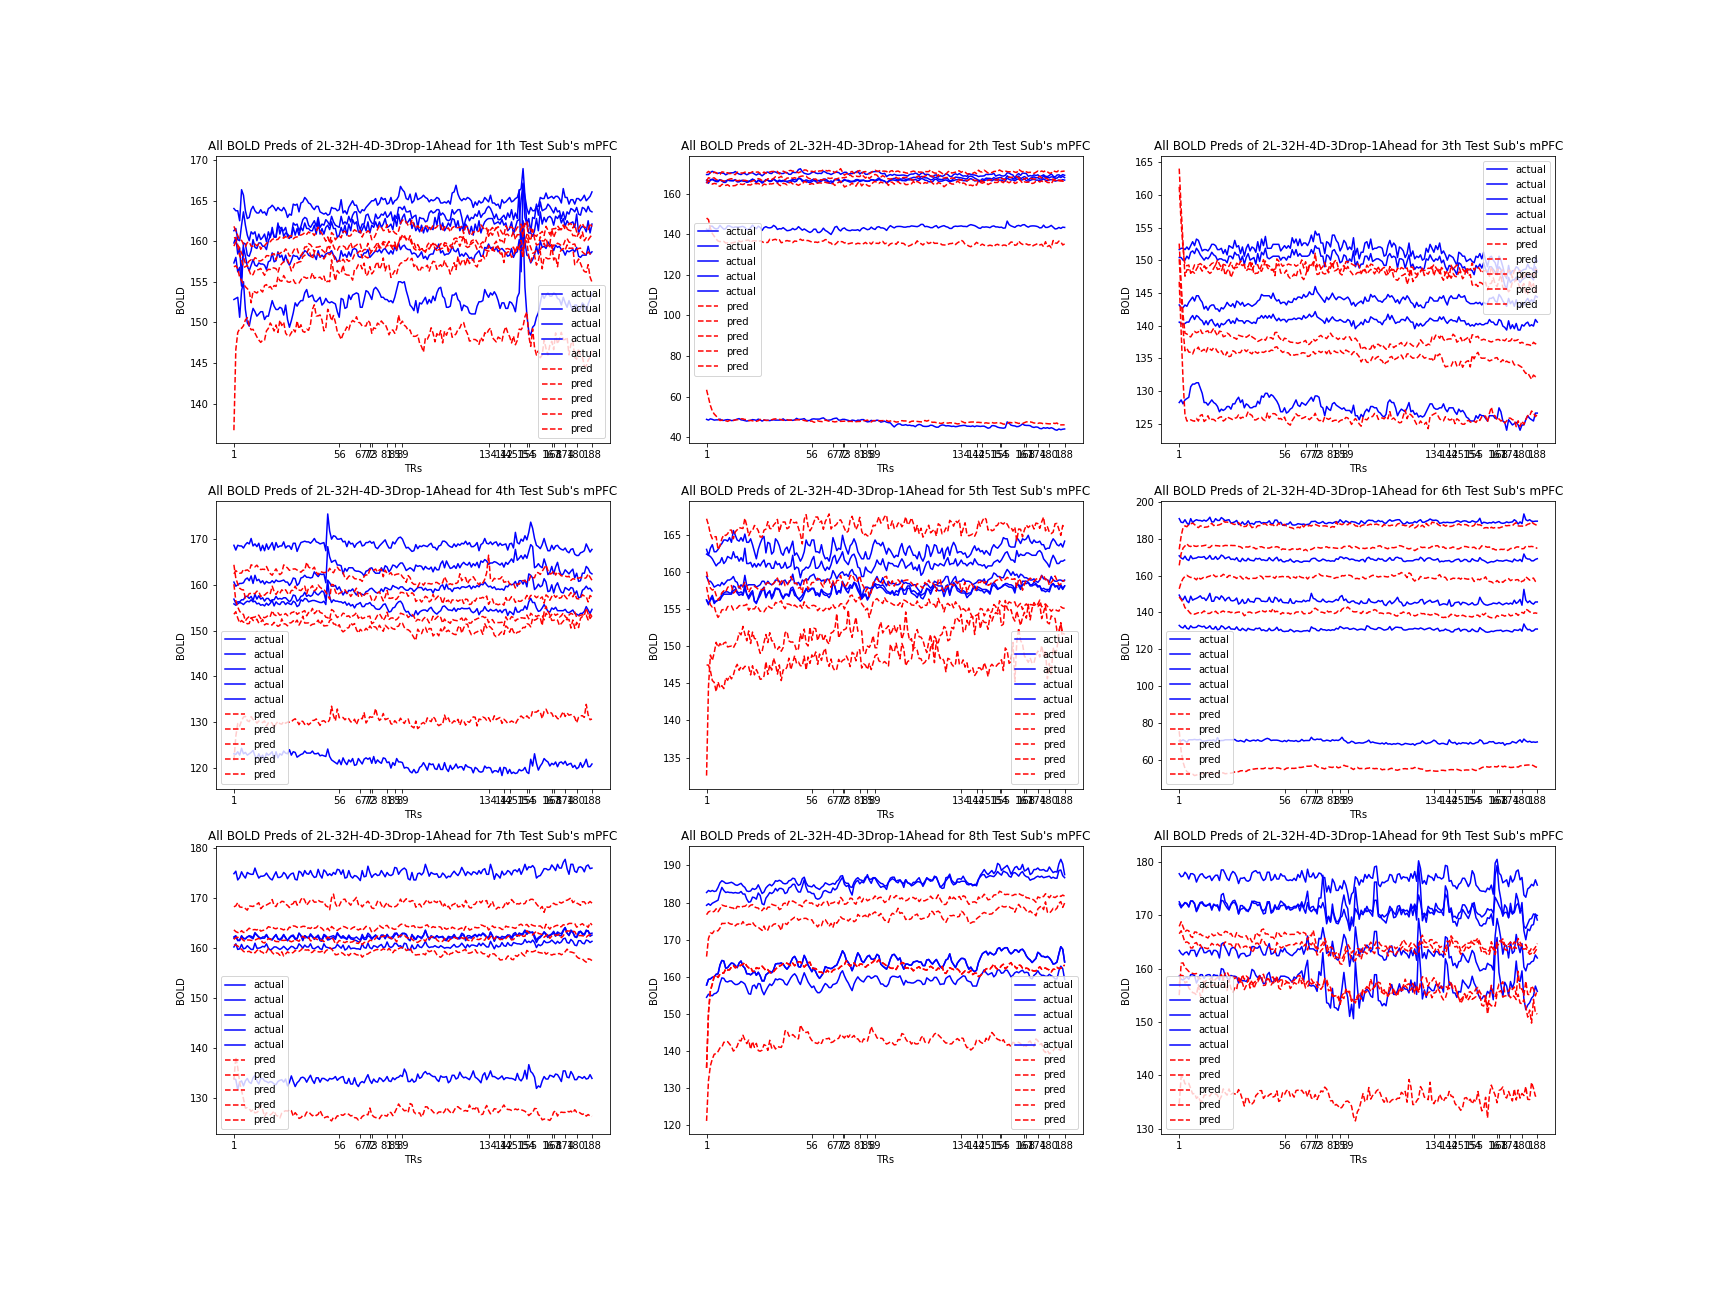 All BOLD Preds of 2L-32H-4D-3Drop-1Ahead for 1th Test Sub's mPFC
170
165
160
155
150
145
140
BOLD
actual
actual
actual
actual
actual
pred
pred
pred
pred
pred
1 56
188
TRs
All BOLD Preds of 2L-32H-4D-3Drop-1Ahead for 2th Test Sub's mPFC
160
140
120
100
80
60
40
BOLD
actual
actual
actual
actual
actual
pred
pred
pred
pred
pred
1 56
188
TRs
All BOLD Preds of 2L-32H-4D-3Drop-1Ahead for 3th Test Sub's mPFC
165
160
155
150
145
140
135
130
125
BOLD
actual
actual
actual
actual
actual
pred
pred
pred
pred
pred
1 56
188
TRs
All BOLD Preds of 2L-32H-4D-3Drop-1Ahead for 4th Test Sub's mPFC
170
160
150
140
130
120
BOLD
actual
actual
actual
actual
actual
pred
pred
pred
pred
pred
1 56
188
TRs
All BOLD Preds of 2L-32H-4D-3Drop-1Ahead for 5th Test Sub's mPFC
165
160
155
150
145
140
135
BOLD
actual
actual
actual
actual
actual
pred
pred
pred
pred
pred
1 56
188
TRs
All BOLD Preds of 2L-32H-4D-3Drop-1Ahead for 6th Test Sub's mPFC
200
180
160
140
120
100
80
60
BOLD
actual
actual
actual
actual
actual
pred
pred
pred
pred
pred
1 56
188
TRs
All BOLD Preds of 2L-32H-4D-3Drop-1Ahead for 7th Test Sub's mPFC
180
170
160
150
140
130
BOLD
actual
actual
actual
actual
actual
pred
pred
pred
pred
pred
1 56
188
TRs
All BOLD Preds of 2L-32H-4D-3Drop-1Ahead for 8th Test Sub's mPFC
190
180
170
160
150
140
130
120
BOLD
actual
actual
actual
actual
actual
pred
pred
pred
pred
pred
1 56
188
TRs
All BOLD Preds of 2L-32H-4D-3Drop-1Ahead for 9th Test Sub's mPFC
180
170
160
150
140
130
BOLD
actual
actual
actual
actual
actual
pred
pred
pred
pred
pred
1 56
188
TRs